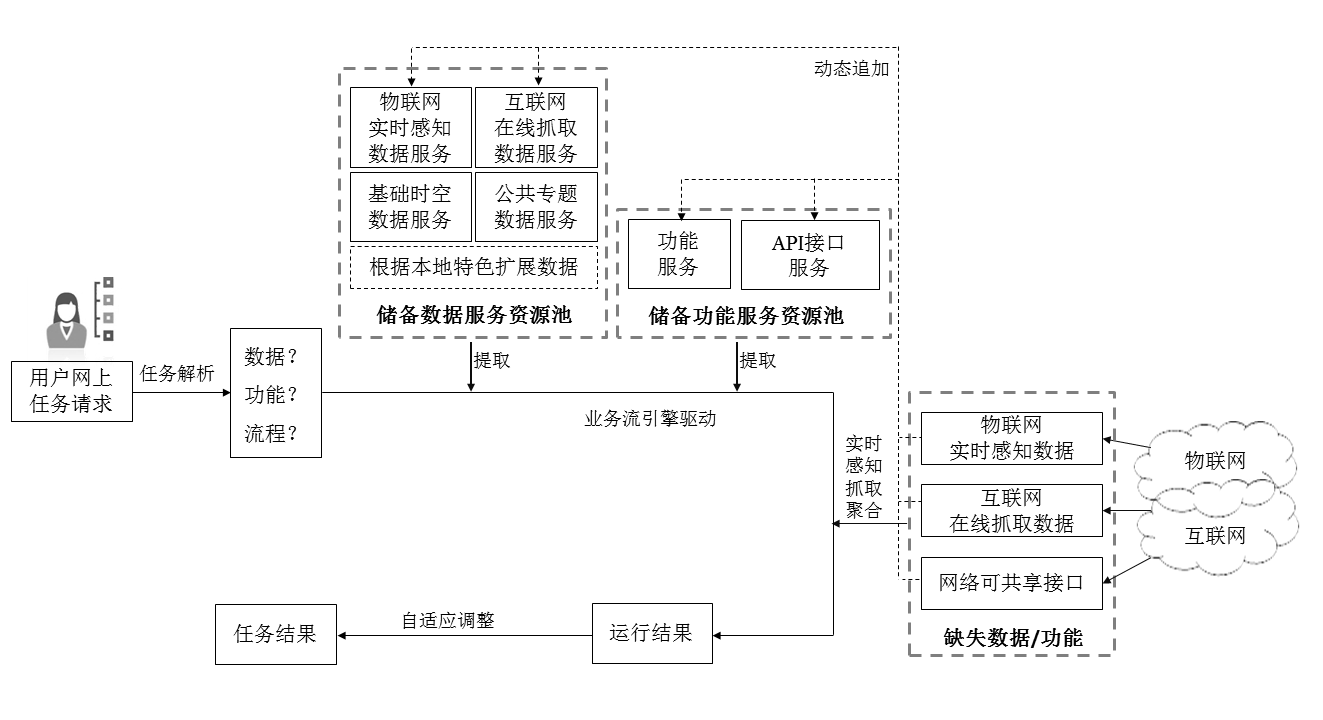 动态追加
物联网
实时感知
数据服务
互联网
在线抓取
数据服务
基础时空
数据服务
公共专题
数据服务
根据本地特色扩展数据
储备数据服务资源池
功能
服务
API接口
服务
储备功能服务资源池
提取
提取
用户网上
任务请求
任务解析
数据?
功能?
流程?
业务流引擎驱动
实时
感知
抓取
聚合
物联网
实时感知数据
互联网
在线抓取数据
网络可共享接口
缺失数据/功能
物联网
互联网
任务结果
自适应调整
运行结果